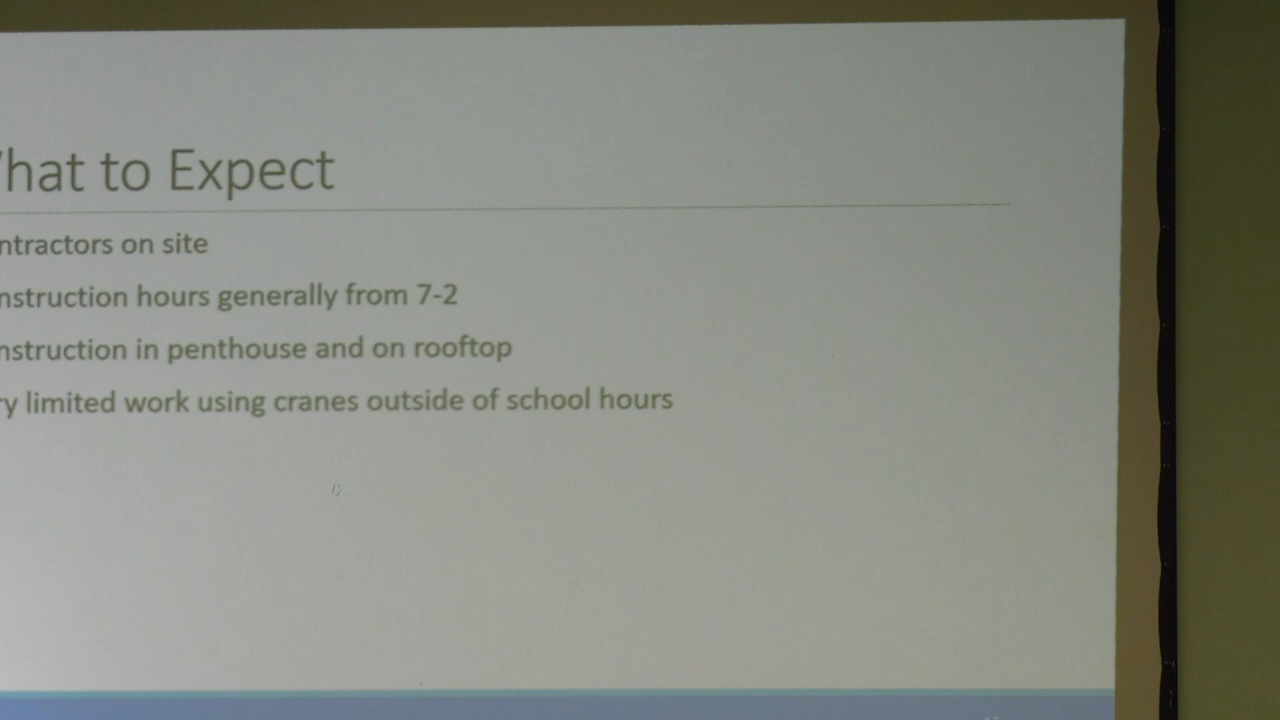 hat to Expect
ntractors on site
nstruction hours generally from 7-2
nstruction in penthouse and on rooftop
ry limited work using cranes outside of school hours